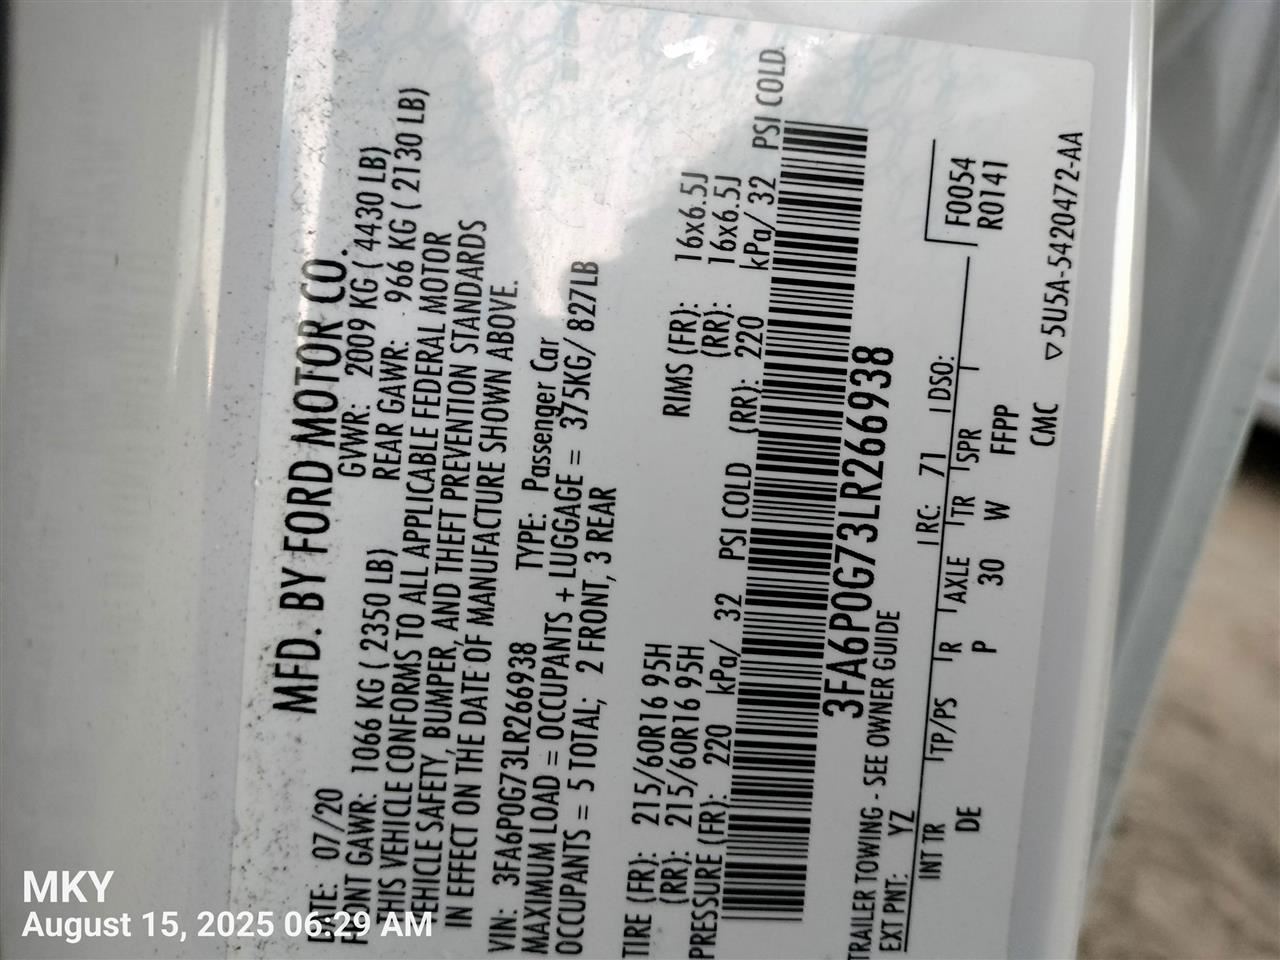 MFD. BY FORD MOTOR CO.
DATE: 07/20 GVWR: 2009 KG ( 4430 LB)
FRONT GAWR: 1066 KG ( 2350 LB) REAR GAWR: 966 KG ( 2130 LB)
THIS VEHICLE CONFORMS TO ALL APPLICABLE FEDERAL MOTOR
VEHICLE SAFETY, BUMPER, AND THEFT PREVENTION STANDARDS
IN EFFECT ON THE DATE OF MANUFACTURE SHOWN ABOVE.
VIN: 3FA6P0G73LR266938 TYPE: Passenger Car
MAXIMUM LOAD = OCCUPANTS + LUGGAGE = 375KG/ 827LB
OCCUPANTS = 5 TOTAL; 2 FRONT, 3 REAR
TIRE (FR): 215/60R16 95H RIMS (FR): 16x6.5J
(RR): 215/60R16 95H (RR): 16x6.5J
PRESSURE (FR): 220 kPa/ 32 PSI COLD (RR): 220 kPa/ 32 PSI COLD
3FA6P0G73LR266938
TRAILER TOWING - SEE OWNER GUIDE
EXT PNT: YZ RC: 71 DSO:
INT TR TP/PS R AXLE TR SPR
DE P 30 W FFPP
F0054
R0141
CMC
▽5U5A-5420472-AA
MKY
August 15, 2025 06:29 AM